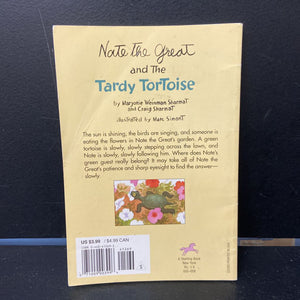 Nate the Great
and The
Tardy Tortoise
by Marjorie Weinman Sharmat
and Craig Sharmat
illustrated by Marc Simont
The sun is shining, the birds are singing, and someone is
eating the flowers in Nate the Great's garden. A green
tortoise is slowly, slowly stepping across the lawn, and
Nate is slowly, slowly following him. Where does Nate's
green guest really belong? It may take all of Nate the
Great's patience and sharp eyesight to find the answer—
slowly.
US $3.99 / $4.99 CAN
A Yearling Book
New York